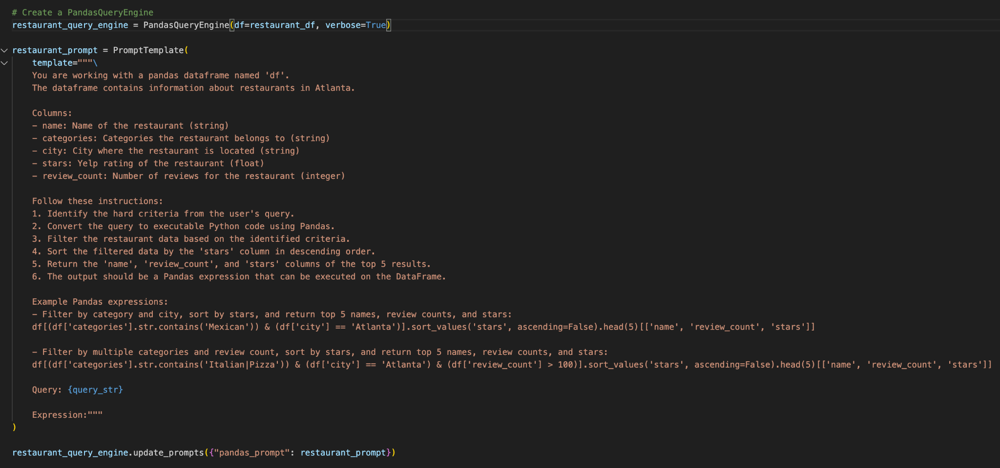 # Create a PandasQueryEngine
restaurant_query_engine = PandasQueryEngine(df=restaurant_df, verbose=True)
restaurant_prompt = PromptTemplate(
template="""\
You are working with a pandas dataframe named 'df'.
The dataframe contains information about restaurants in Atlanta.
Columns:
- name: Name of the restaurant (string)
- categories: Categories the restaurant belongs to (string)
- city: City where the restaurant is located (string)
- stars: Yelp rating of the restaurant (float)
- review_count: Number of reviews for the restaurant (integer)
Follow these instructions:
1. Identify the hard criteria from the user's query.
2. Convert the query to executable Python code using Pandas.
3. Filter the restaurant data based on the identified criteria.
4. Sort the filtered data by the 'stars' column in descending order.
5. Return the 'name', 'review_count', and 'stars' columns of the top 5 results.
6. The output should be a Pandas expression that can be executed on the DataFrame.
Example Pandas expressions:
- Filter by category and city, sort by stars, and return top 5 names, review counts, and stars:
df[(df['categories'].str.contains('Mexican')) & (df['city'] == 'Atlanta')].sort_values('stars', ascending=False).head(5)[['name', 'review_count', 'stars']]
- Filter by multiple categories and review count, sort by stars, and return top 5 names, review counts, and stars:
df[(df['categories'].str.contains('Italian|Pizza')) & (df['city'] == 'Atlanta') & (df['review_count'] > 100)].sort_values('stars', ascending=False).head(5)[['name', 'review_count', 'stars']]
Query: {query_str}
Expression:"""
)
restaurant_query_engine.update_prompts({"pandas_prompt": restaurant_prompt})